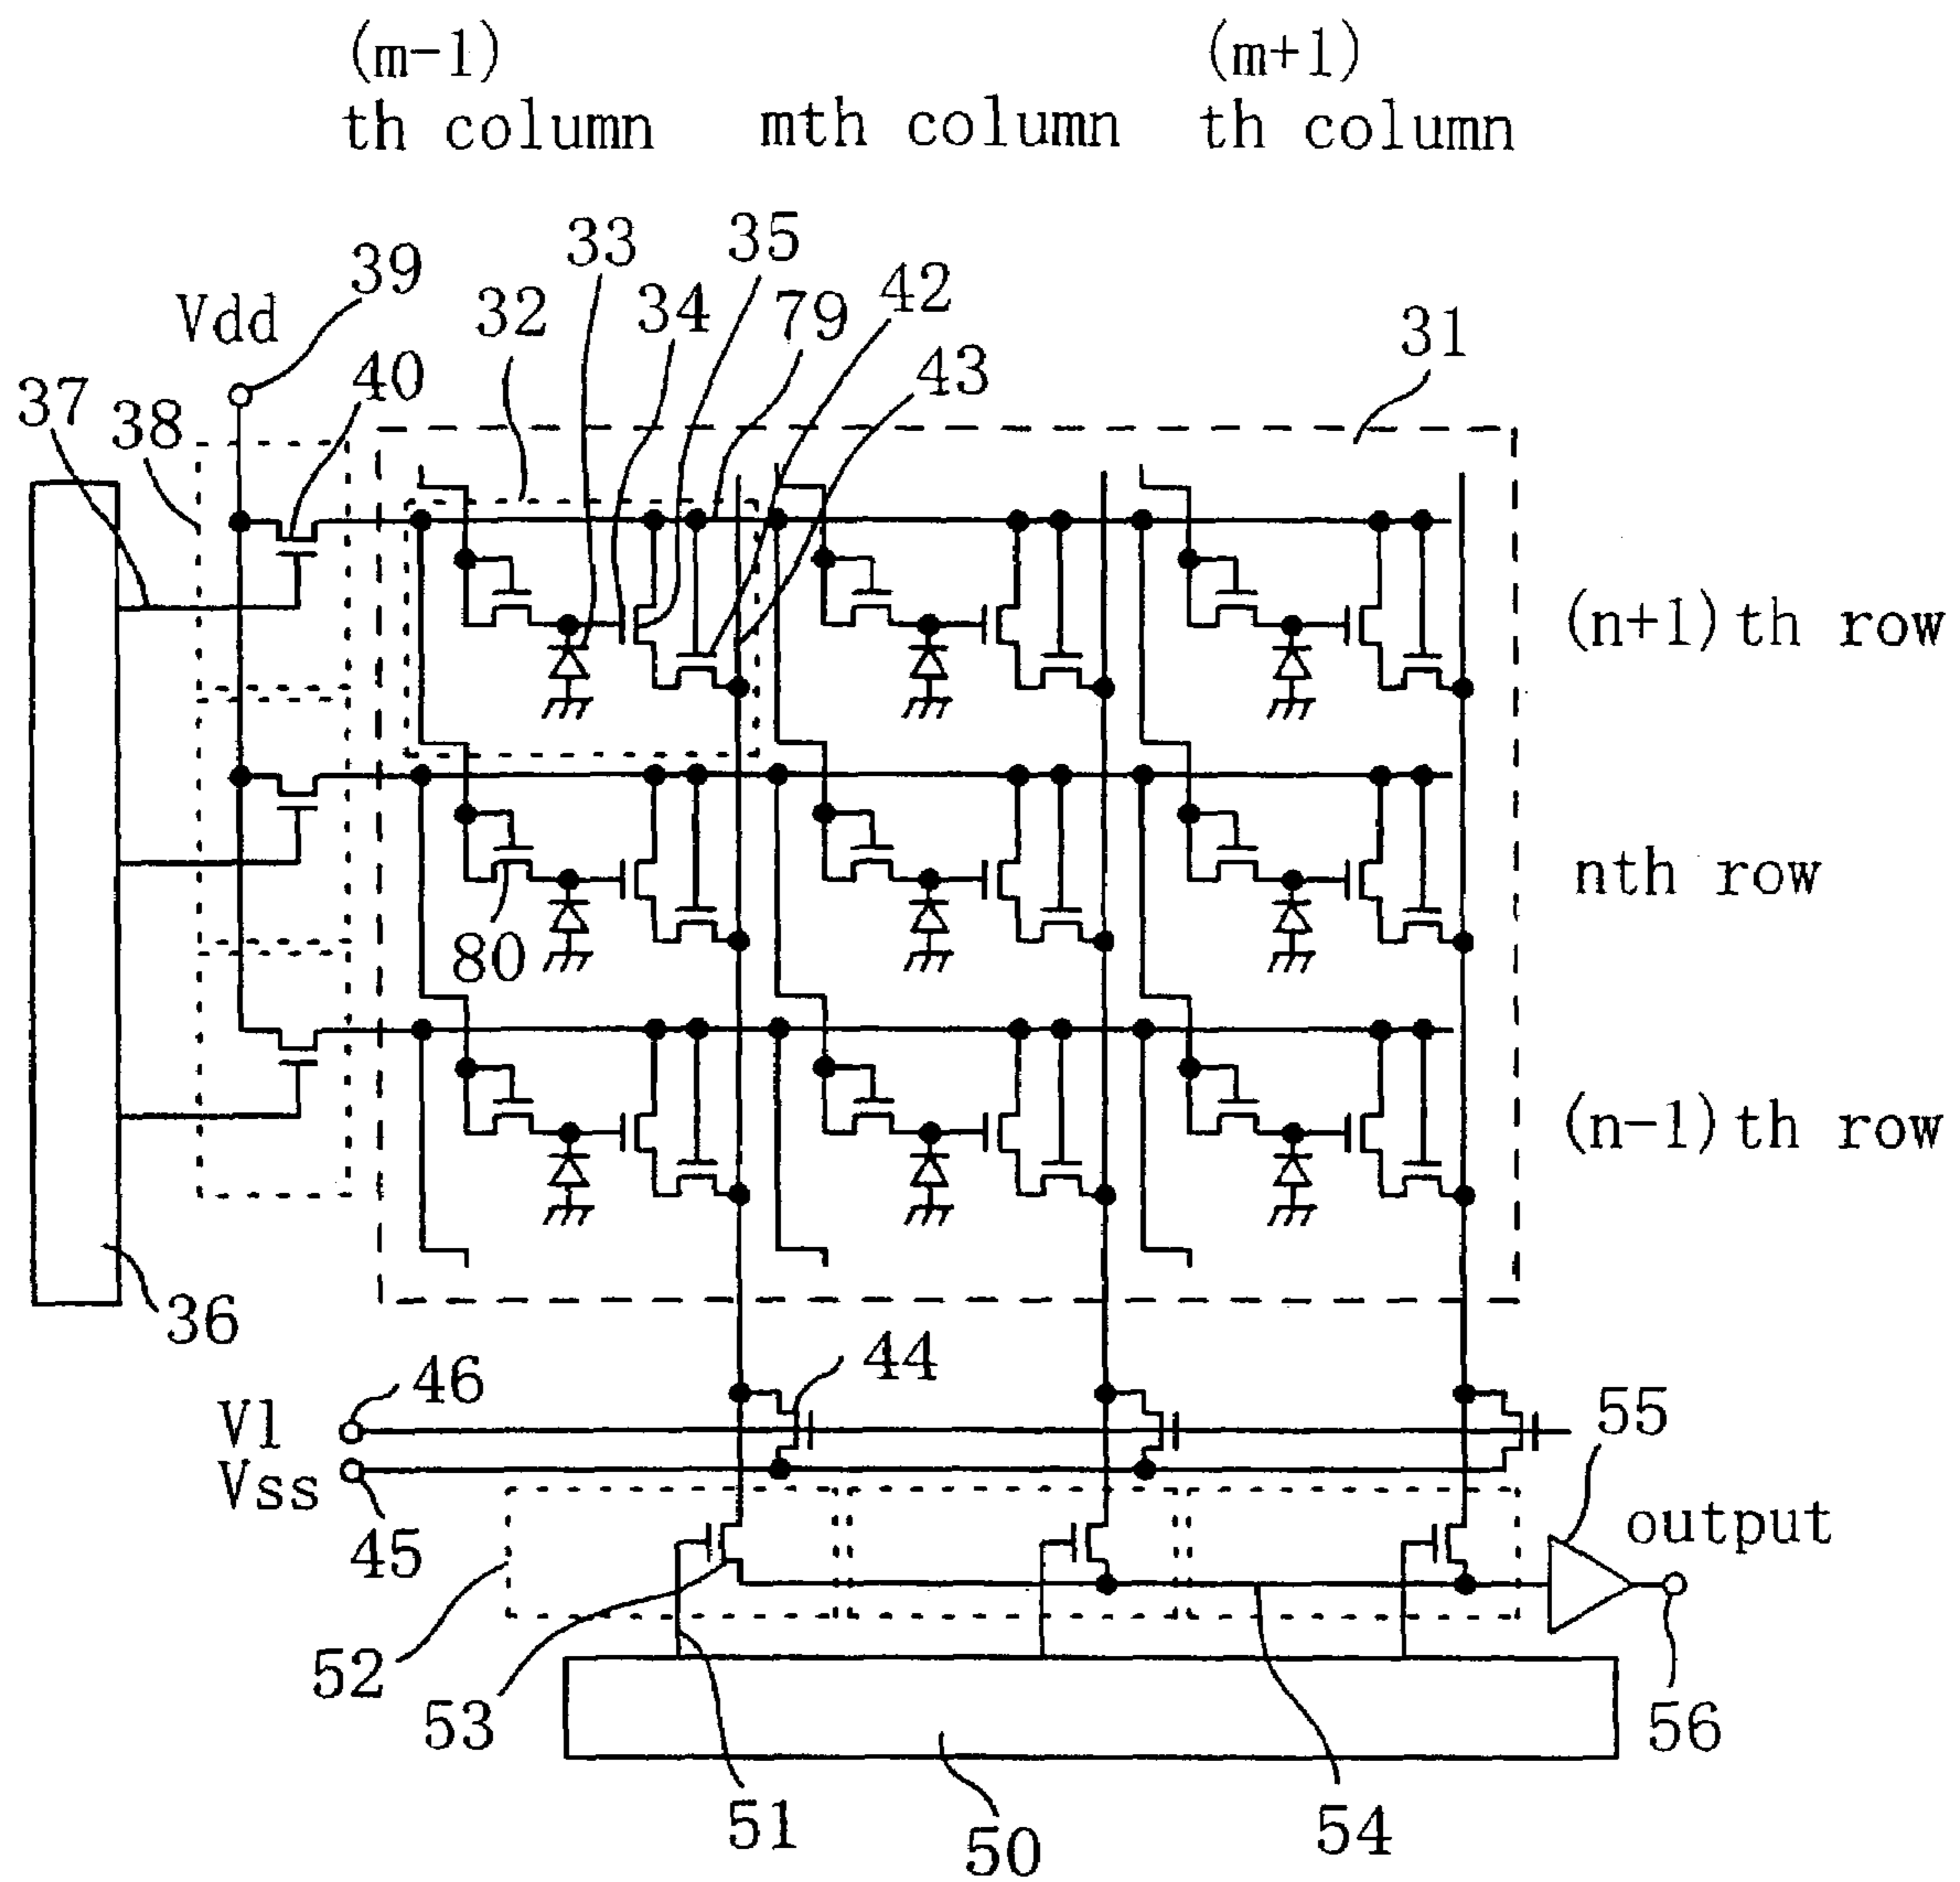 (m-1)
th column
mth column
(m+1)
th column
33
35
39
32
34
79
42
Vdd
31
40
43
37
38
(n+1)th row
nth row
80
(n-1)th row
36
46
44
V1
55
Vss
45
output
52
53
56
51
50
54